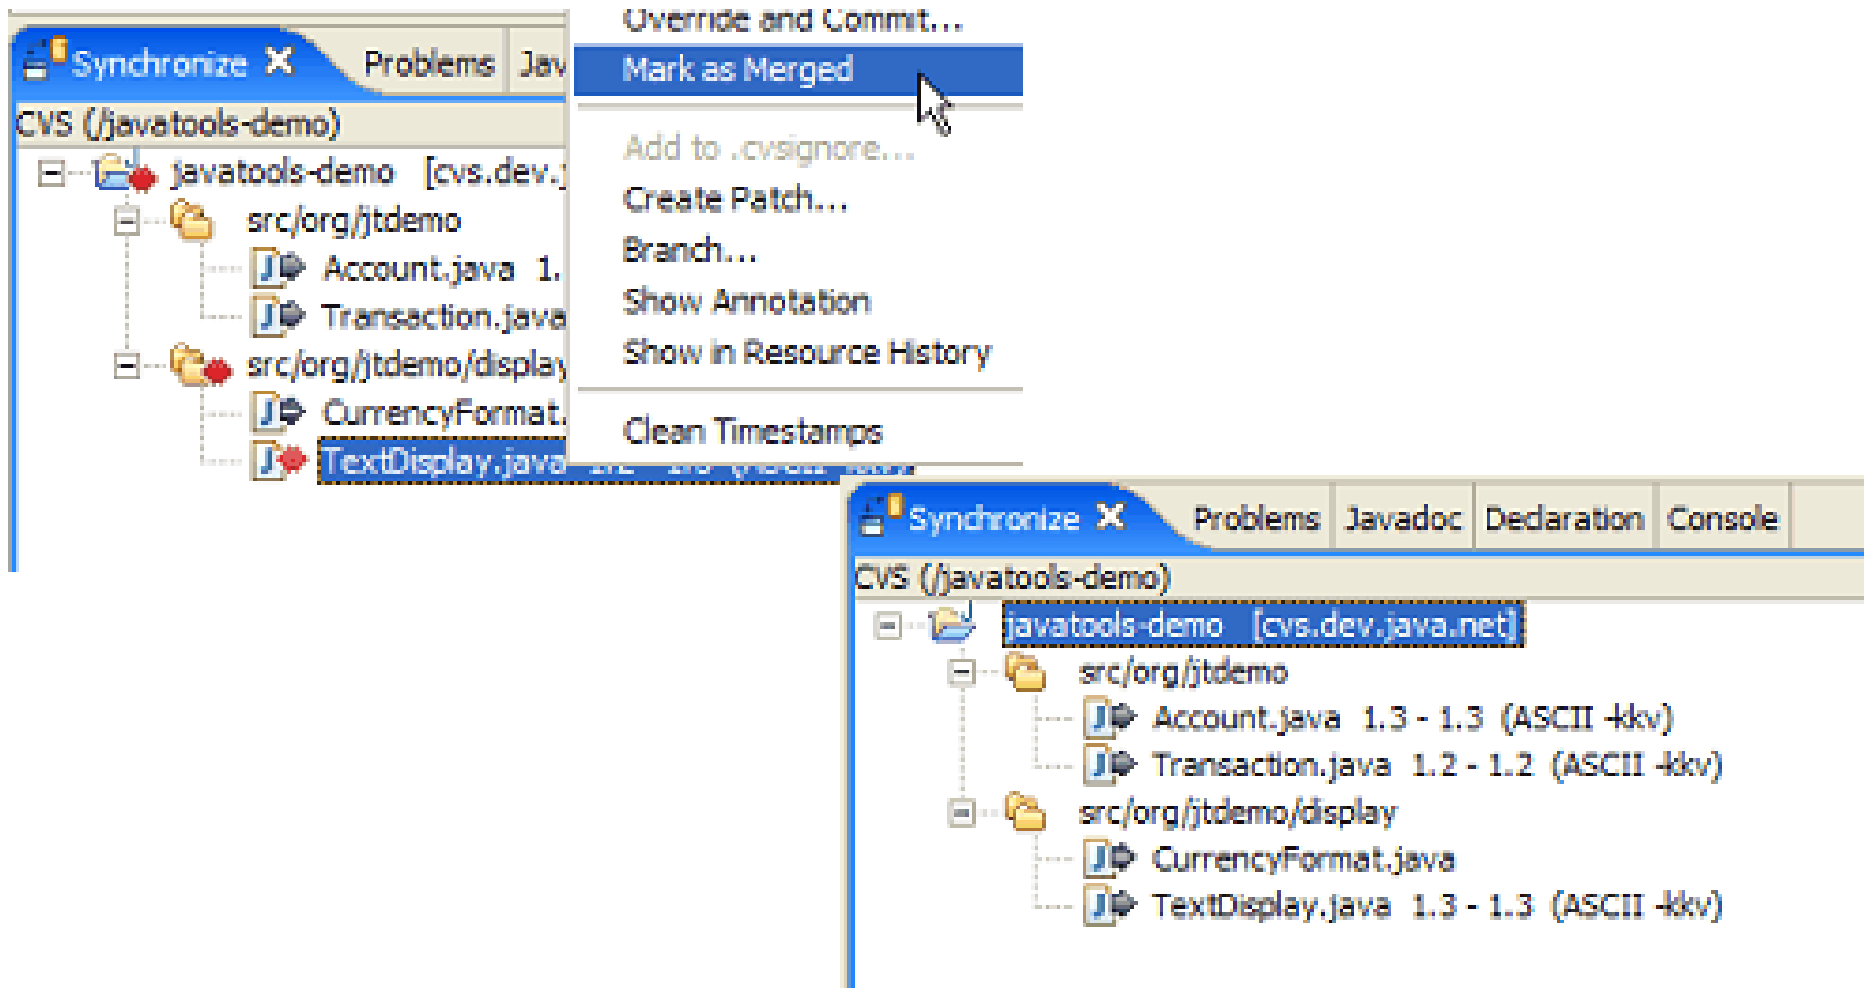 Override and Commit...
Synchronize Problems Jav
Mark as Merged
CVS (/javatools-demo)
Add to .cvsignore...
javatools-demo [cvs.dev.j
Create Patch...
src/org/jtdemo
Branch...
Account.java 1.
Show Annotation
Transaction.java
Show in Resource History
src/org/jtdemo/display
CurrencyFormat.
Clean Timestamps
TextDisplay.java
Synchronize Problems Javadoc Declaration Console
CVS (/javatools-demo)
javatools-demo [cvs.dev.java.net]
src/org/jtdemo
Account.java 1.3 - 1.3 (ASCII -kkv)
Transaction.java 1.2 - 1.2 (ASCII -kkv)
src/org/jtdemo/display
CurrencyFormat.java
TextDisplay.java 1.3 - 1.3 (ASCII -kkv)